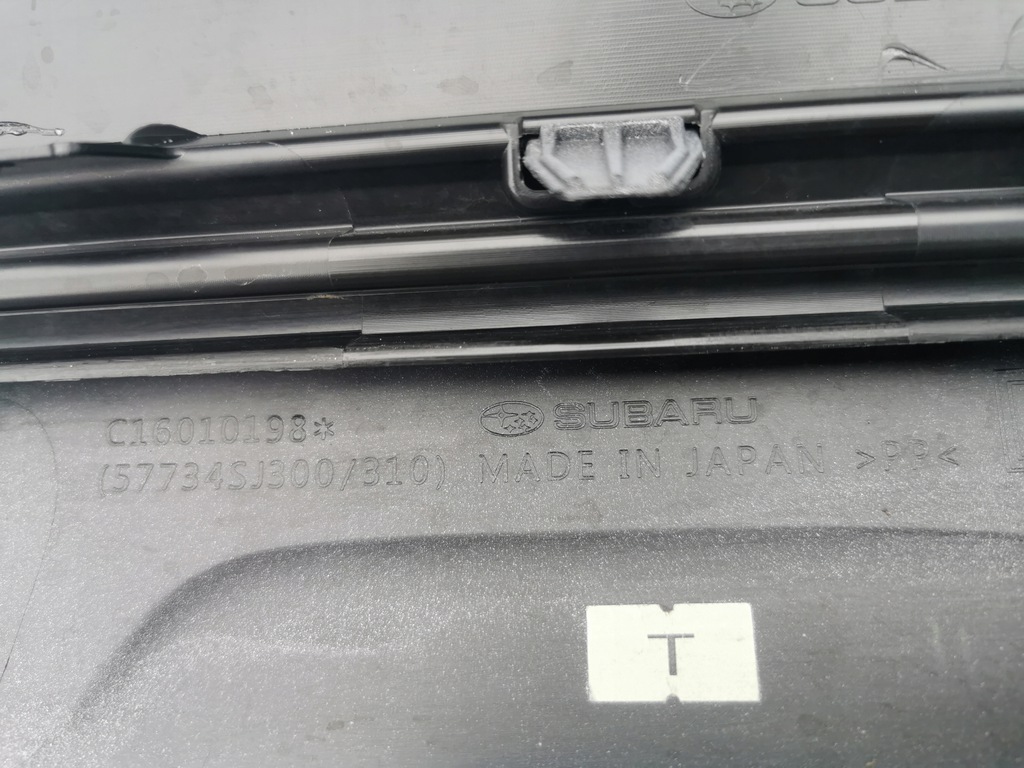 C16010198*
(57734SJ300/310)
SUBARU
MADE IN JAPAN >PP<
T